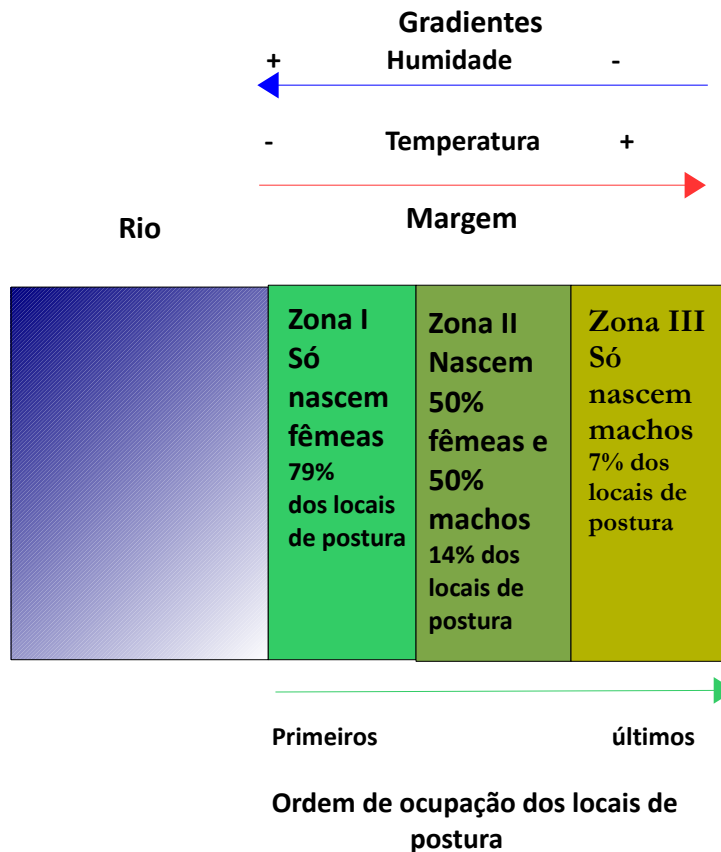 Gradientes
+ Humidade -
- Temperatura +
Rio
Margem
Zona I
Só
nascem
fêmeas
79%
dos locais
de postura
Zona II
Nascem
50%
fêmeas e
50%
machos
14% dos
locais de
postura
Zona III
Só
nascem
machos
7% dos
locais de
postura
Primeiros
últimos
Ordem de ocupação dos locais de
postura